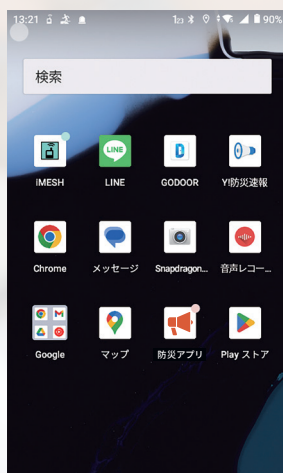 13:21
90%
検索
LINE
iMESH
LINE
GODOOR
Y!防災速報
Chrome
メッセージ
Snapdragon...
音声レコー...
Google
マップ
防災アプリ
Play ストア